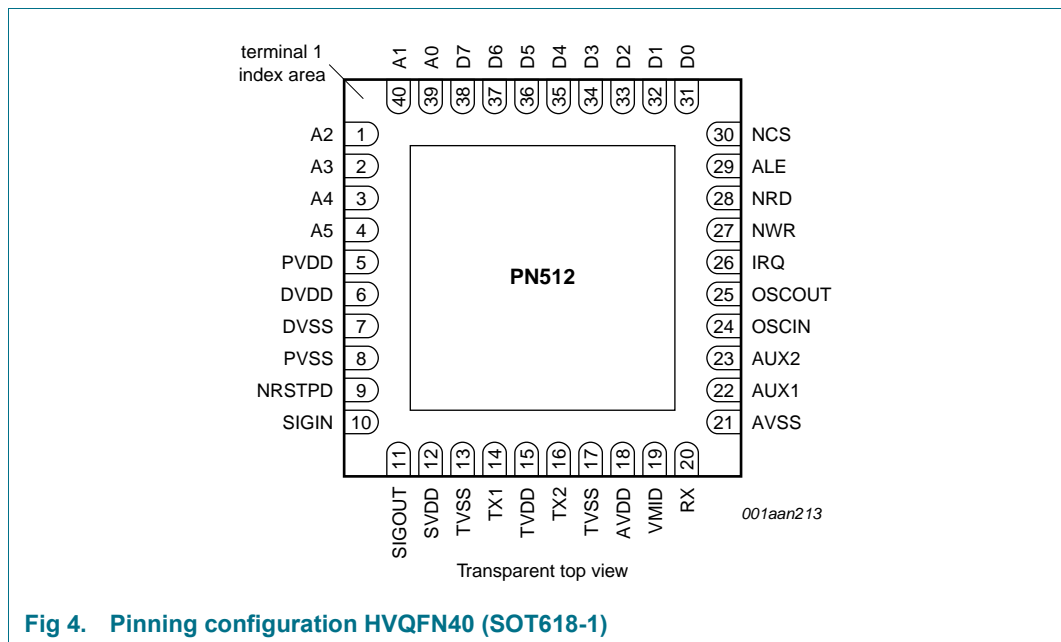 terminal 1
index area
A1 A0 D7 D6 D5 D4 D3 D2 D1 D0
40 39 38 37 36 35 34 33 32 31
A2 1 30 NCS
A3 2 29 ALE
A4 3 28 NRD
A5 4 27 NWR
PVDD 5 26 IRQ
PN512
DVDD 6 25 OSCOUT
DVSS 7 24 OSCIN
PVSS 8 23 AUX2
NRSTPD 9 22 AUX1
SIGIN 10 21 AVSS
11 12 13 14 15 16 17 18 19 20
SIGOUT SVDD TVSS TX1 TVDD TX2 TVSS AVDD VMID RX
001aan213
Transparent top view
Fig 4. Pinning configuration HVQFN40 (SOT618-1)